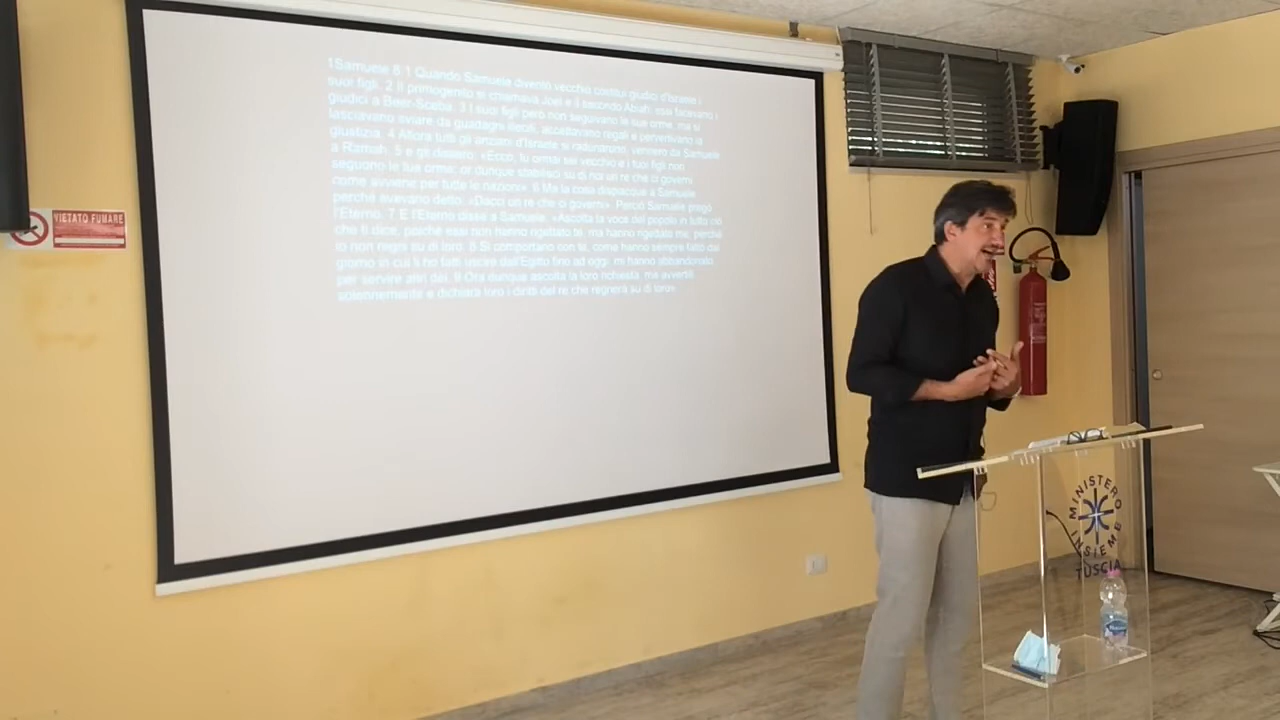 1Samuele 8:1 Quando Samuele diventò vecchio costituì giudici d'Israele i
suoi figli. 2 Il primogenito si chiamava Joel e il secondo Abiah; essi facevano i
giudici a Beer-Sceba. 3 I suoi figli però non seguivano le sue orme, ma si
lasciavano sviare da guadagni illeciti, accettavano regali e pervertivano la
giustizia. 4 Allora tutti gli anziani d'Israele si radunarono, vennero da Samuele
a Ramah, 5 e gli dissero: «Ecco, tu ormai sei vecchio e i tuoi figli non
seguono le tue orme; or dunque stabilisci su di noi un re che ci governi
come avviene per tutte le nazioni». 6 Ma la cosa dispiacque a Samuele,
perché avevano detto: «Dacci un re che ci governi». Perciò Samuele pregò
l'Eterno. 7 E l'Eterno disse a Samuele: «Ascolta la voce del popolo in tutto ciò
che ti dice, poiché essi non hanno rigettato te, ma hanno rigettato me, perché
io non regni su di loro. 8 Si comportano con te, come hanno sempre fatto dal
giorno in cui li ho fatti uscire dall'Egitto fino ad oggi: mi hanno abbandonato
per servire altri dei. 9 Ora dunque ascolta la loro richiesta, ma avvertili
solennemente e dichiara loro i diritti del re che regnerà su di loro»
VIETATO FUMARE
MINISTERO
INSIEME
TUSCIA